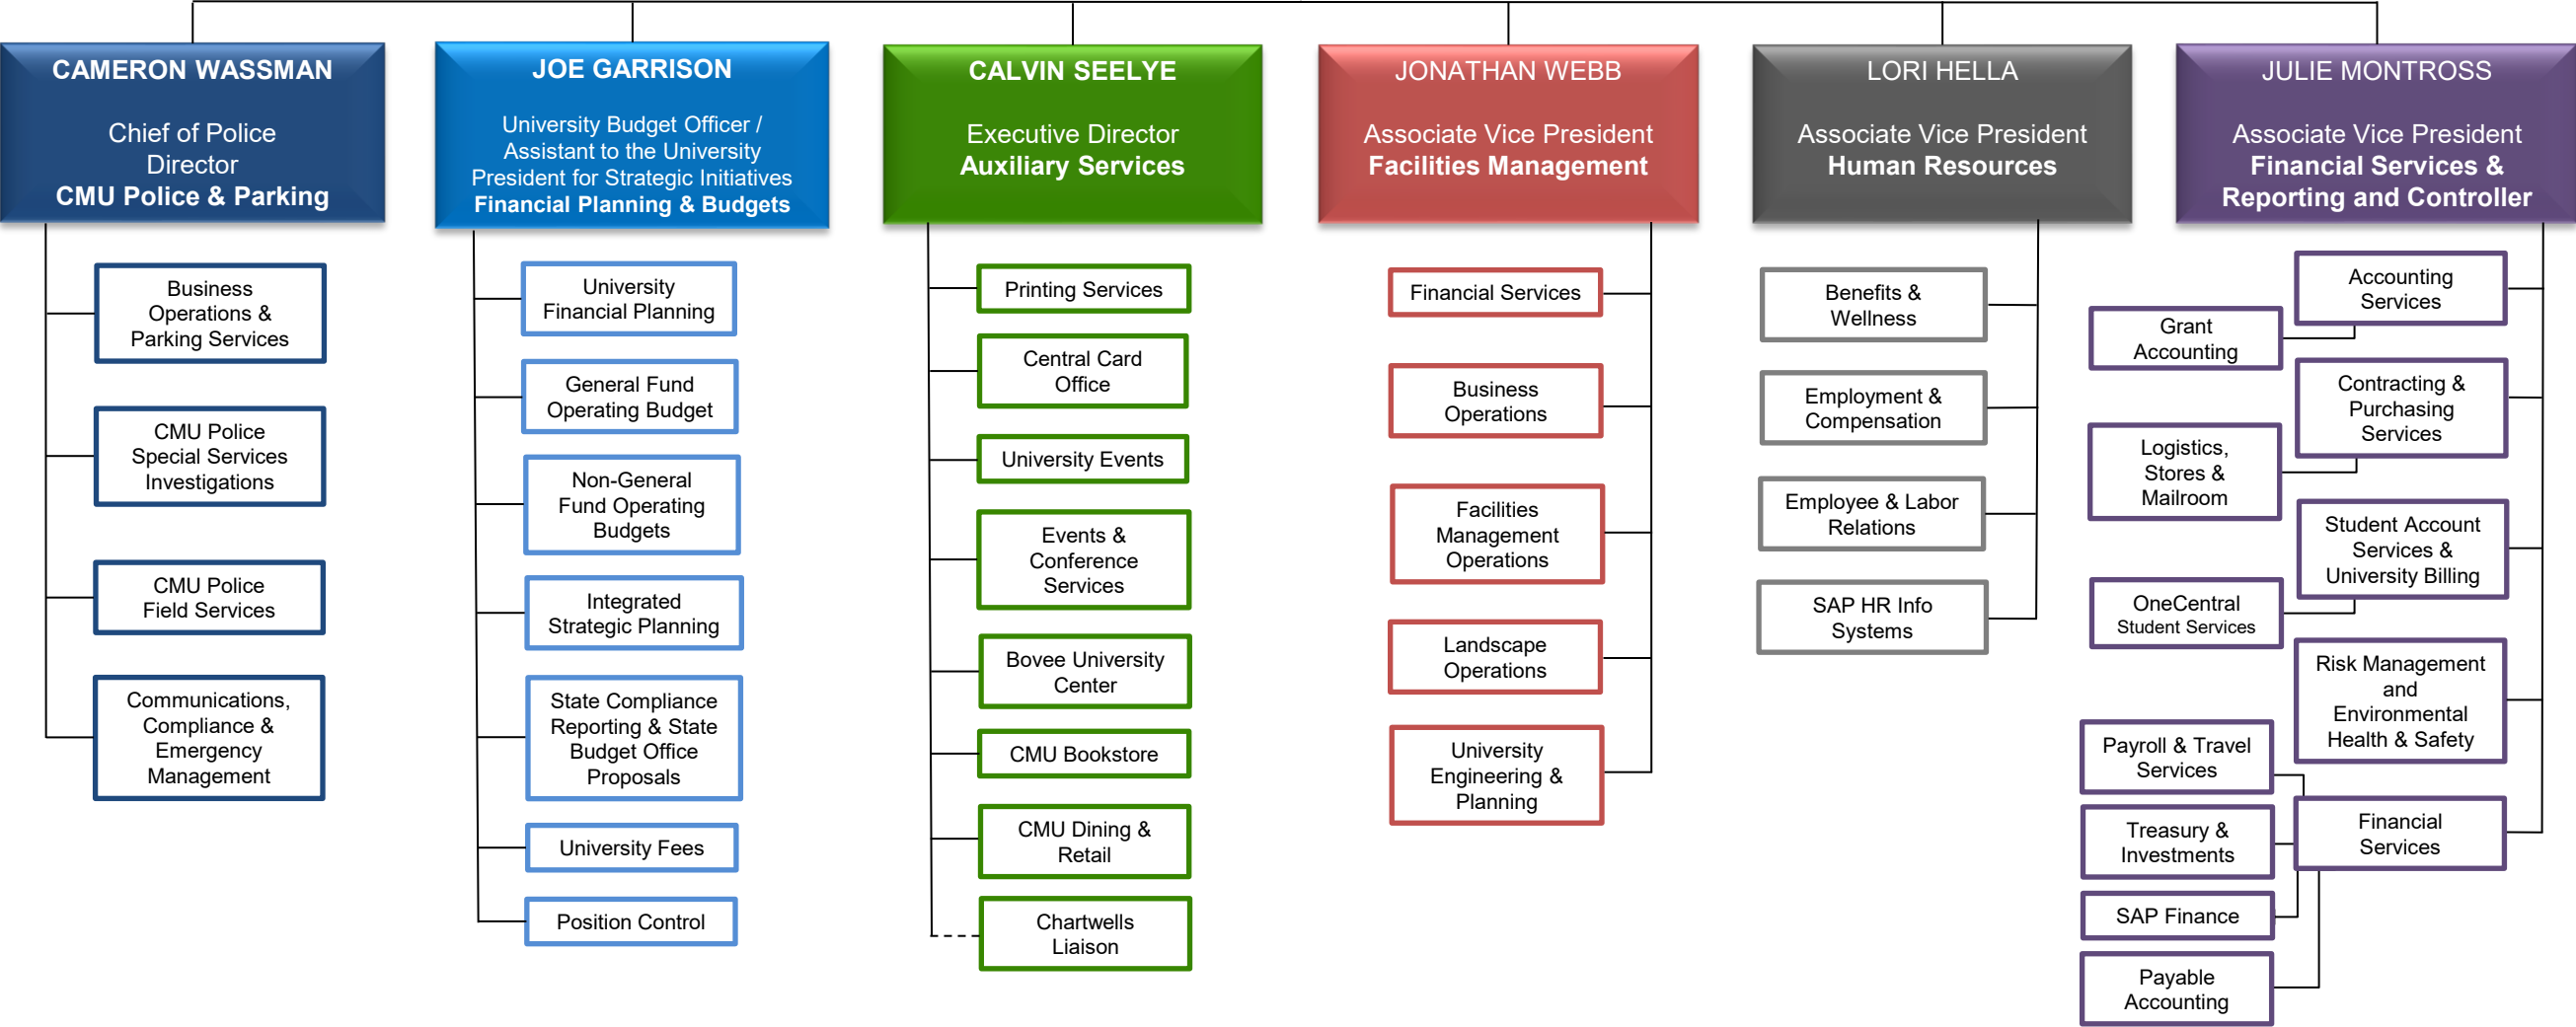 CAMERON WASSMAN
Chief of Police
Director
CMU Police & Parking
Business
Operations &
Parking Services
CMU Police
Special Services
Investigations
CMU Police
Field Services
Communications,
Compliance &
Emergency
Management
JOE GARRISON
University Budget Officer /
Assistant to the University
President for Strategic Initiatives
Financial Planning & Budgets
University
Financial Planning
General Fund
Operating Budget
Non-General
Fund Operating
Budgets
Integrated
Strategic Planning
State Compliance
Reporting & State
Budget Office
Proposals
University Fees
Position Control
CALVIN SEELYE
Executive Director
Auxiliary Services
Printing Services
Central Card
Office
University Events
Events &
Conference
Services
Bovee University
Center
CMU Bookstore
CMU Dining &
Retail
Chartwells
Liaison
JONATHAN WEBB
Associate Vice President
Facilities Management
Financial Services
Business
Operations
Facilities
Management
Operations
Landscape
Operations
University
Engineering &
Planning
LORI HELLA
Associate Vice President
Human Resources
Benefits &
Wellness
Employment &
Compensation
Employee & Labor
Relations
SAP HR Info
Systems
JULIE MONTROSS
Associate Vice President
Financial Services &
Reporting and Controller
Accounting
Services
Grant
Accounting
Contracting &
Purchasing
Services
Logistics,
Stores &
Mailroom
Student Account
Services &
University Billing
OneCentral
Student Services
Risk Management
and
Environmental
Health & Safety
Financial
Services
Payroll & Travel
Services
Treasury &
Investments
SAP Finance
Payable
Accounting